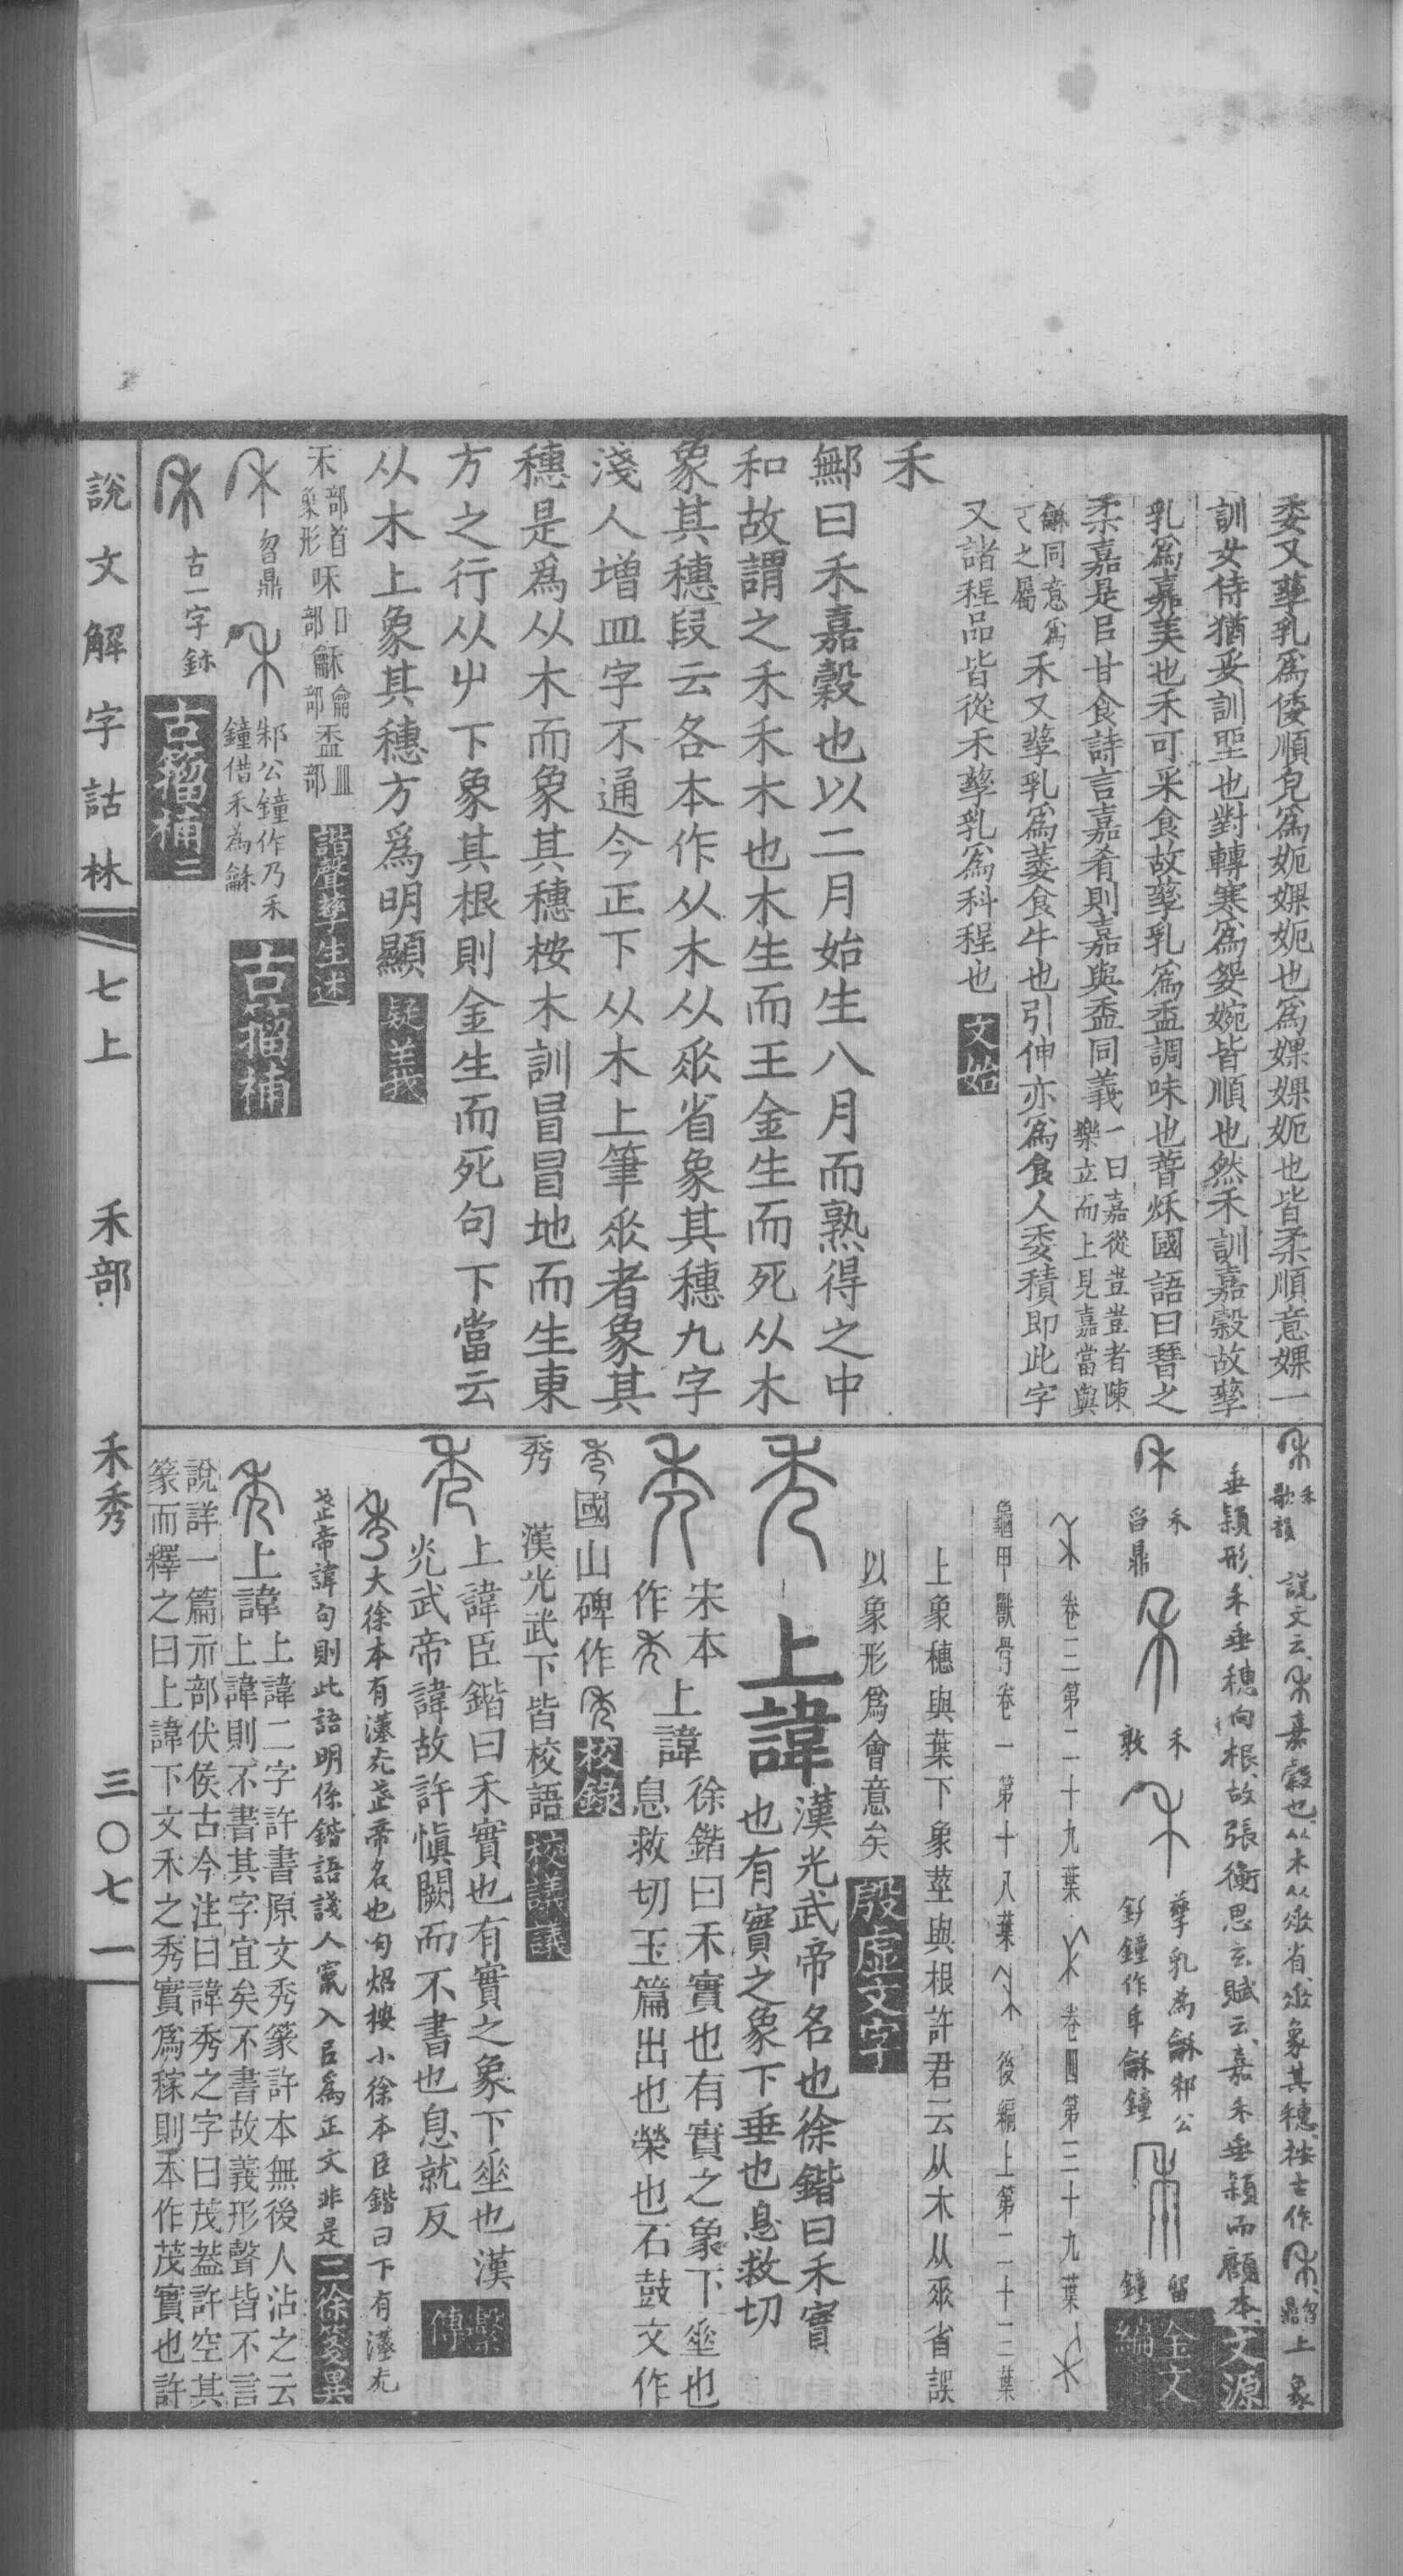 委又孳乳爲倭順皃爲妮婐妮也爲婐婐妮也皆柔順意婐一
訓女侍猶妥訓㘴也對轉寒爲娿婉皆順也然禾訓嘉穀故孳
乳爲嘉美也禾可采食故孳乳爲盉調味也䔍烁國語曰䔍之
柔嘉是㠯甘食詩言嘉肴則嘉與盉同義一曰嘉從豈豈者陳
樂立而上見嘉當與
龢同意爲
之屬禾又孳乳爲萎食牛也引伸亦爲食人委積即此字
又諸程品皆從禾孳乳爲科程也文始
禾
鄦曰禾嘉穀也以二月始生八月而熟得之中
和故謂之禾禾木也木生而王金生而死从木
象其穗段云各本作从木从𠂹省象其穗九字
淺人增四字不通今正下从木上筆𠂹者象其
穗是爲从木而象其穗桉木訓冒冒地而生東
方之行从屮下象其根則金生而死句下當云
从木上象其穗方爲明顯疑義
禾部首象形咊口部龢龠部盉皿部諧聲孳生述
曶鼎 邾公鐘作乃禾
鐘借禾為龢古籀補
古一字鉢古籀補二
禾歌韻說文云嘉穀也从木从𠂹省𠂹象其穗按古作曶鼎上象
垂穎形禾垂穗向根故張衡思玄賦云嘉禾垂穎而顧本文源
禾曶鼎禾敦孳乳為龢邾公釛鐘作乍龢鐘留鐘金文編
卷三第二十九葉卷四第三十九葉
龜甲獸骨卷一第十八葉後編上第二十二葉
上象穗與葉下象莖與根許君云从木从𠂹省誤
以象形爲會意矣殷虛文字
上諱漢光武帝名也徐鍇曰禾實
也有實之象下垂也息救切
宋本作上諱徐鍇曰禾實也有實之象下𠂹也
息救切玉篇出也榮也石鼓文作
國山碑作校錄
秀漢光武下皆校語校議議
上諱臣鍇曰禾實也有實之象下𠂹也漢
光武帝諱故許愼闕而不書也息就反繫傳
大徐本有漢光武帝名也句炤按小徐本臣鍇曰下有漢光
武帝諱句則此語明係鍇語淺人竄入㠯爲正文非是二徐箋異
上諱上諱二字許書原文秀篆許本無後人沾之云
上諱則不書其字宜矣不書故義形聲皆不言
說詳一篇示部伏侯古今注曰諱秀之字曰茂葢許空其
篆而釋之曰上諱下文禾之秀實爲稼則本作茂實也許
說文解字詁林 七上 禾部 禾秀 三〇七一